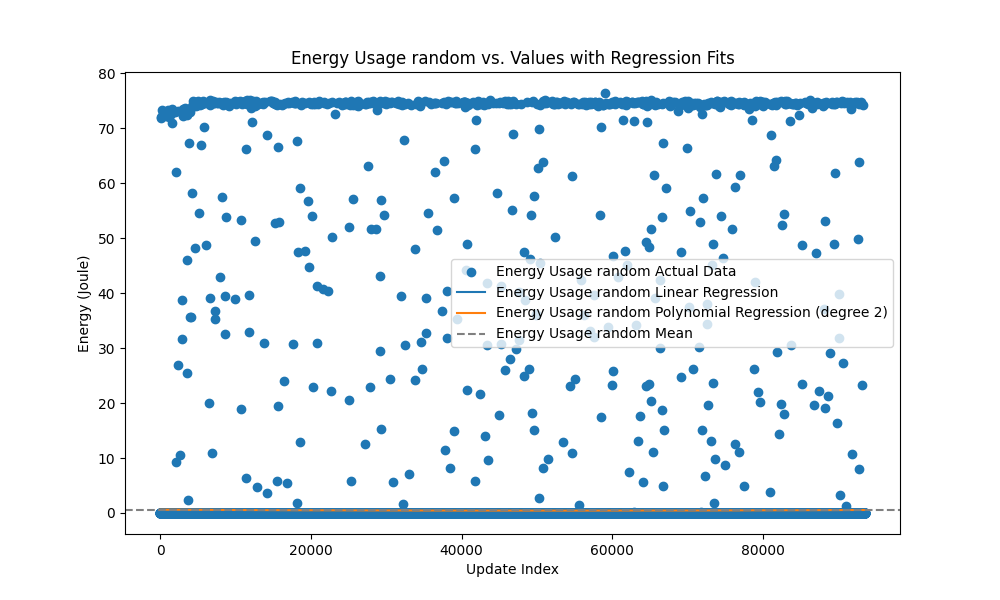 Energy Usage random vs. Values with Regression Fits
80
70
60
50
40
30
20
10
0
Energy (Joule)
Energy Usage random Actual Data
Energy Usage random Linear Regression
Energy Usage random Polynomial Regression (degree 2)
Energy Usage random Mean
0 20000 40000 60000 80000
Update Index